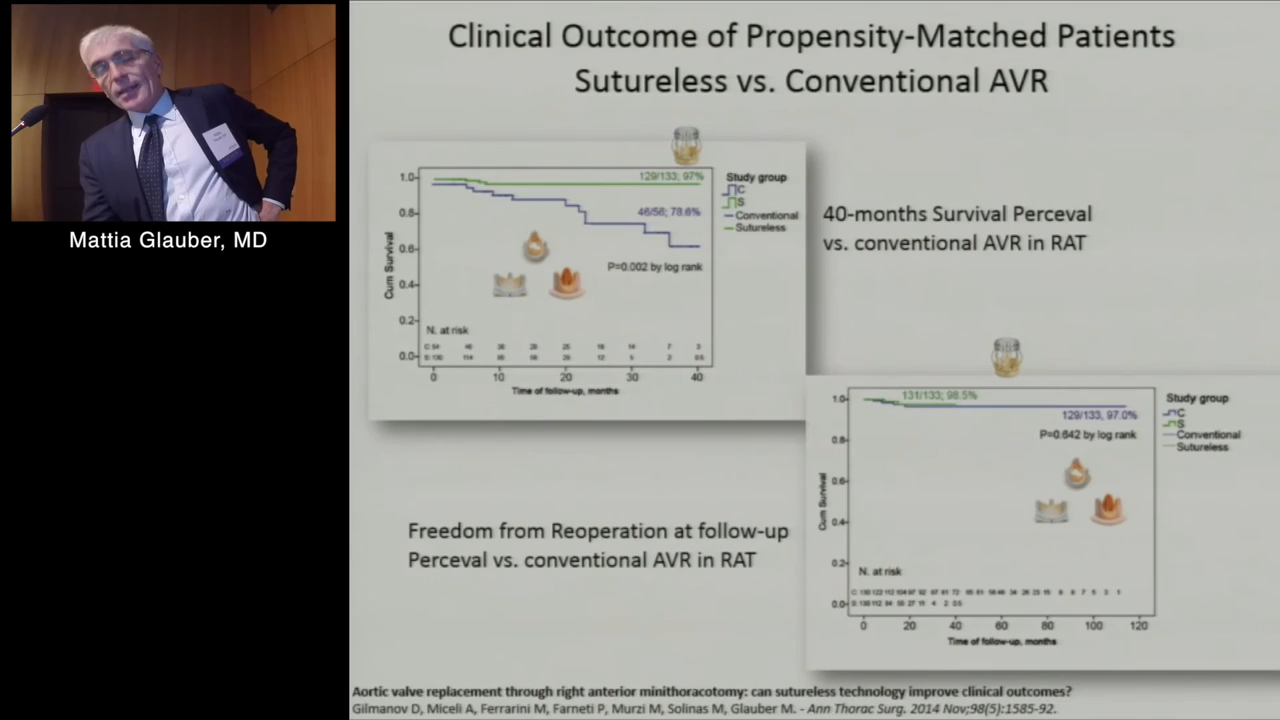 Clinical Outcome of Propensity-Matched Patients
Sutureless vs. Conventional AVR
Mattia Glauber, MD
129/133; 97%
46/56; 78.6%
P=0.002 by log rank
Study group
C
S
Conventional
Sutureless
Cum Survival
1.0
0.8
0.6
0.4
0.2
0.0
N. at risk
0 10 20 30 40
Time of follow-up, months
40-months Survival Perceval
vs. conventional AVR in RAT
131/133; 98.5%
129/133, 97.0%
P=0.642 by log rank
Study group
C
S
Conventional
Sutureless
Cum Survival
1.0
0.8
0.6
0.4
0.2
0.0
N. at risk
0 20 40 60 80 100 120
Time of follow-up, months
Freedom from Reoperation at follow-up
Perceval vs. conventional AVR in RAT
Aortic valve replacement through right anterior minithoracotomy: can sutureless technology improve clinical outcomes?
Gilmanov D, Miceli A, Ferrarini M, Farneti P, Murzi M, Solinas M, Glauber M. - Ann Thorac Surg. 2014 Nov;98(5):1585-92.